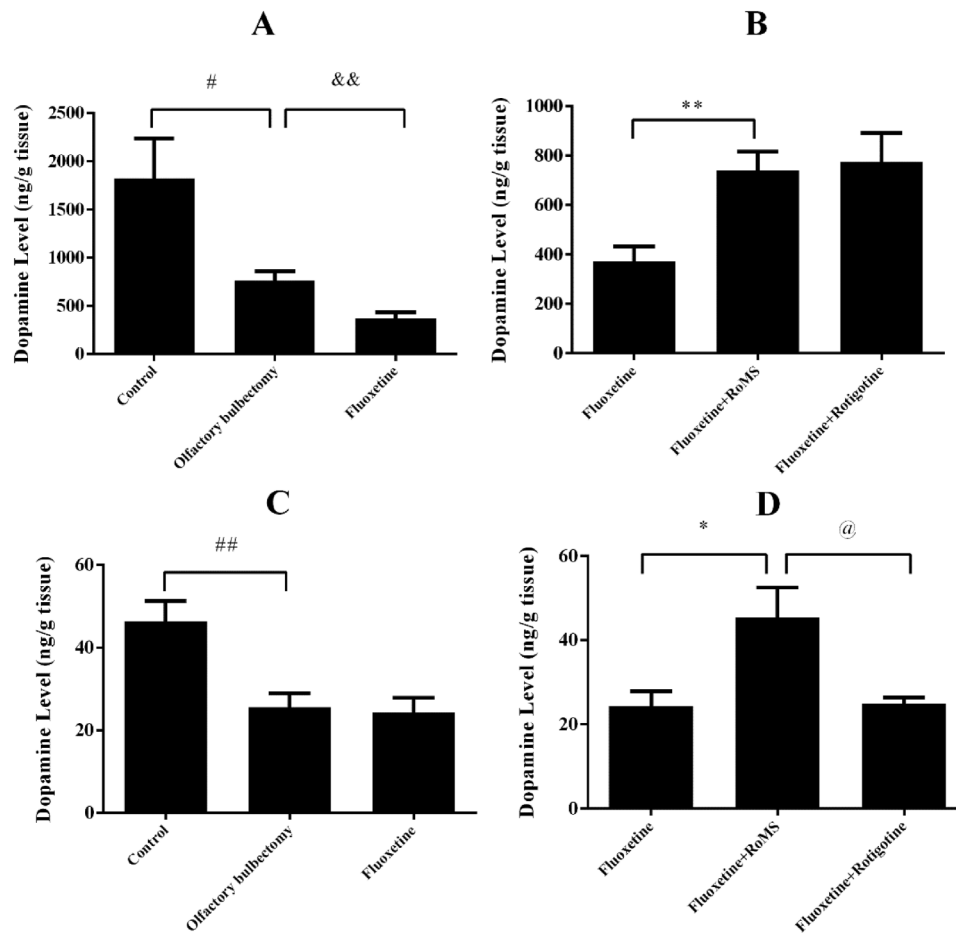 A
#
&&
Dopamine Level (ng/g tissue)
2500
2000
1500
1000
500
0
Control
Olfactory bulbectomy
Fluoxetine
B
**
Dopamine Level (ng/g tissue)
1000
800
600
400
200
0
Fluoxetine
Fluoxetine+RoMS
Fluoxetine+Rotigotine
C
##
Dopamine Level (ng/g tissue)
60
40
20
0
Control
Olfactory bulbectomy
Fluoxetine
D
*
@
Dopamine Level (ng/g tissue)
60
40
20
0
Fluoxetine
Fluoxetine+RoMS
Fluoxetine+Rotigotine